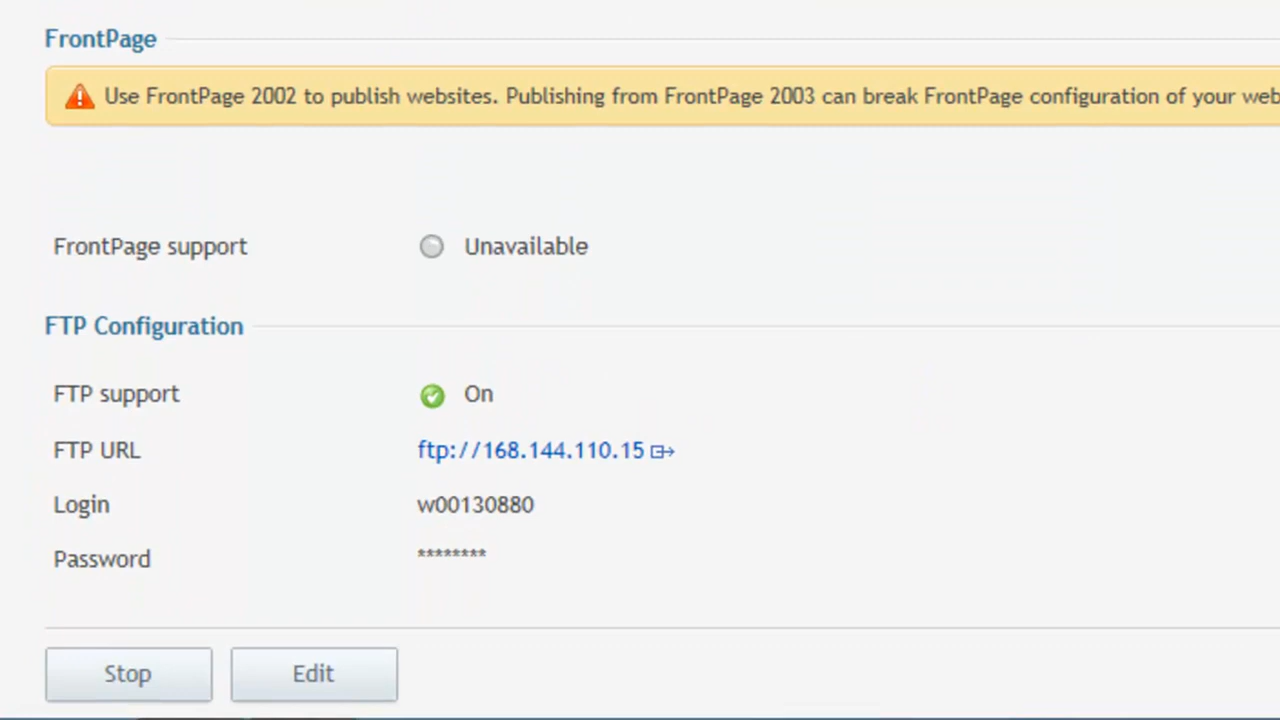 FrontPage
Use FrontPage 2002 to publish websites. Publishing from FrontPage 2003 can break FrontPage configuration of your web
FrontPage support Unavailable
FTP Configuration
FTP support On
FTP URL ftp://168.144.110.15
Login w00130880
Password ********
Stop Edit